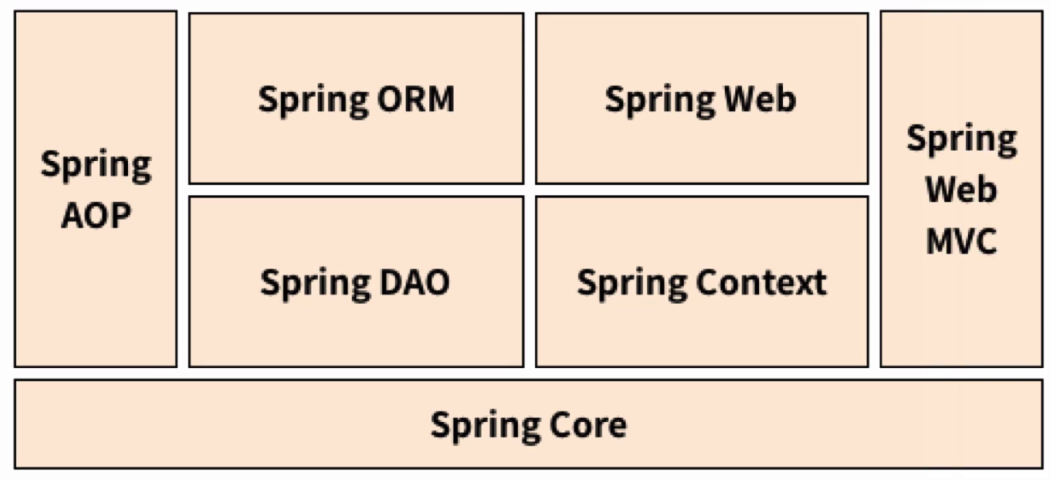 Spring
AOP
Spring ORM
Spring Web
Spring
Web
MVC
Spring DAO
Spring Context
Spring Core